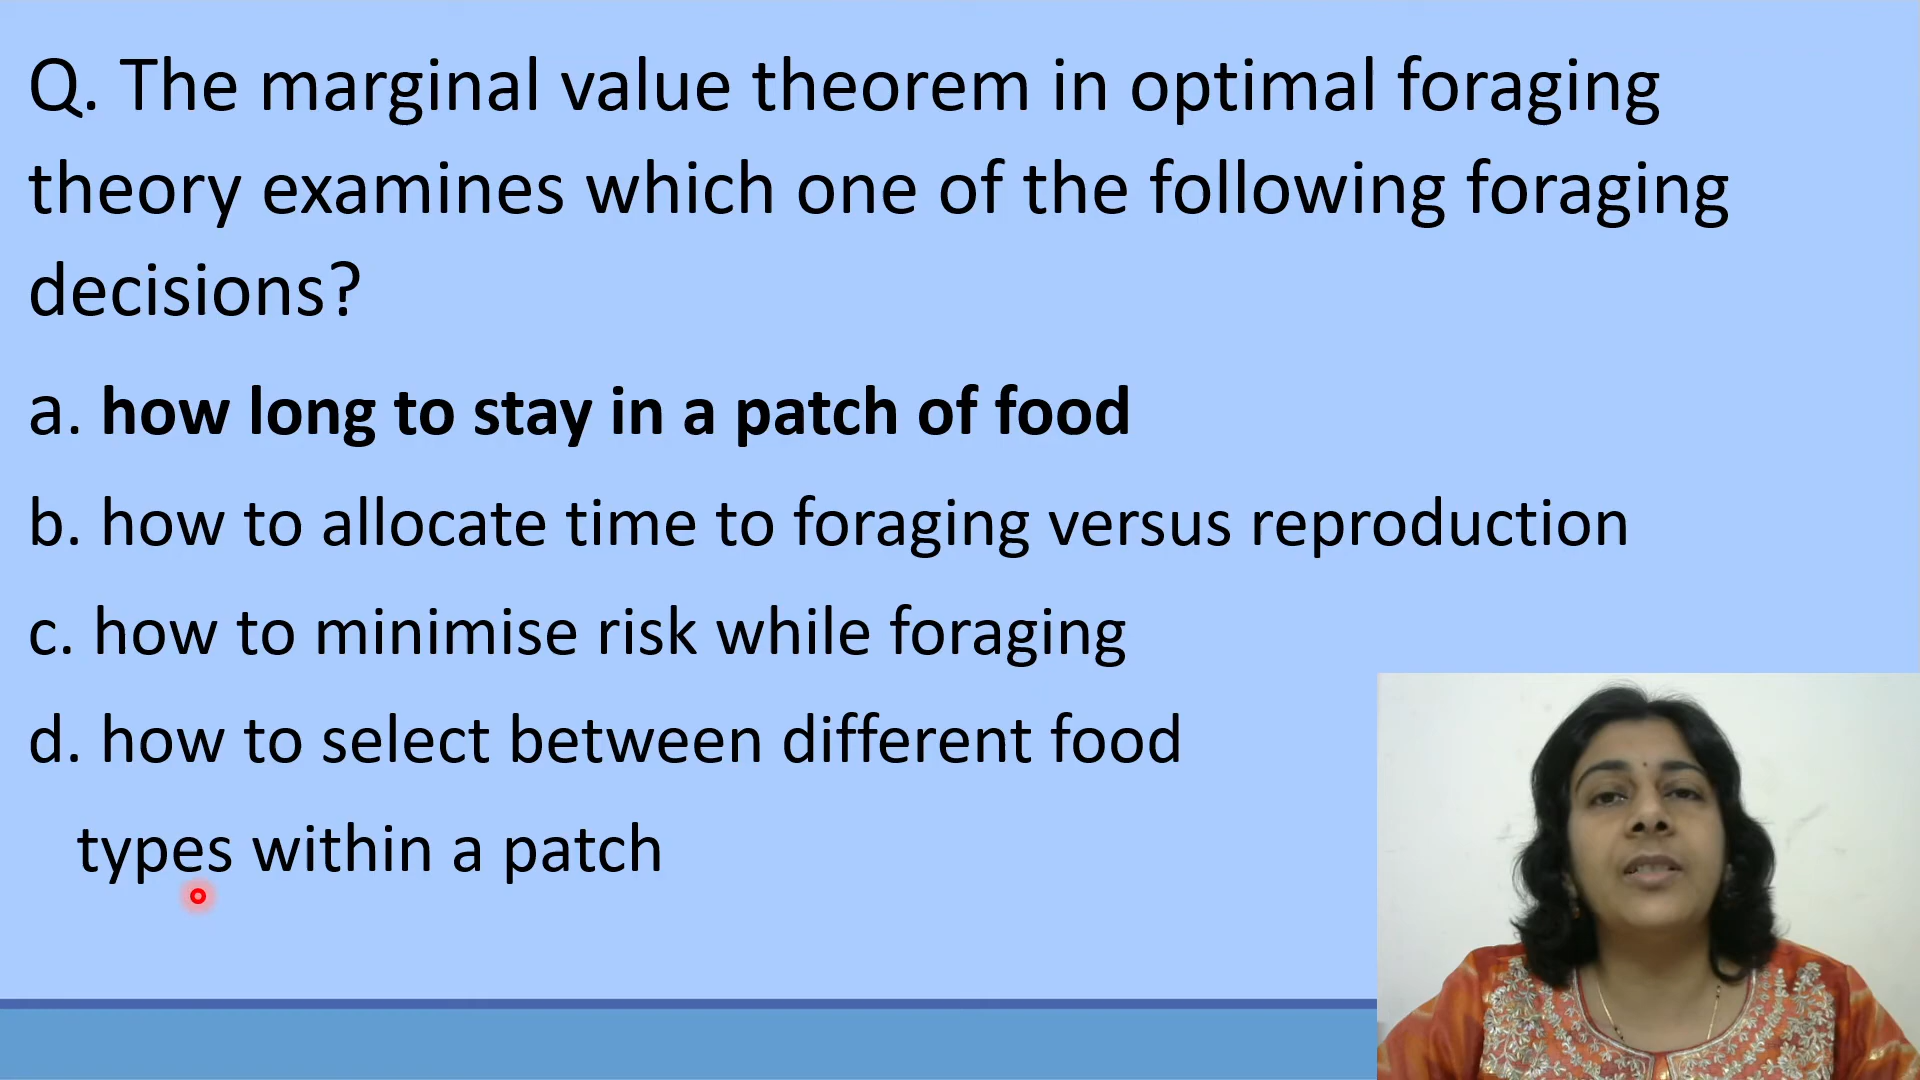 Q. The marginal value theorem in optimal foraging
theory examines which one of the following foraging
decisions?
a. how long to stay in a patch of food
b. how to allocate time to foraging versus reproduction
c. how to minimise risk while foraging
d. how to select between different food
types within a patch